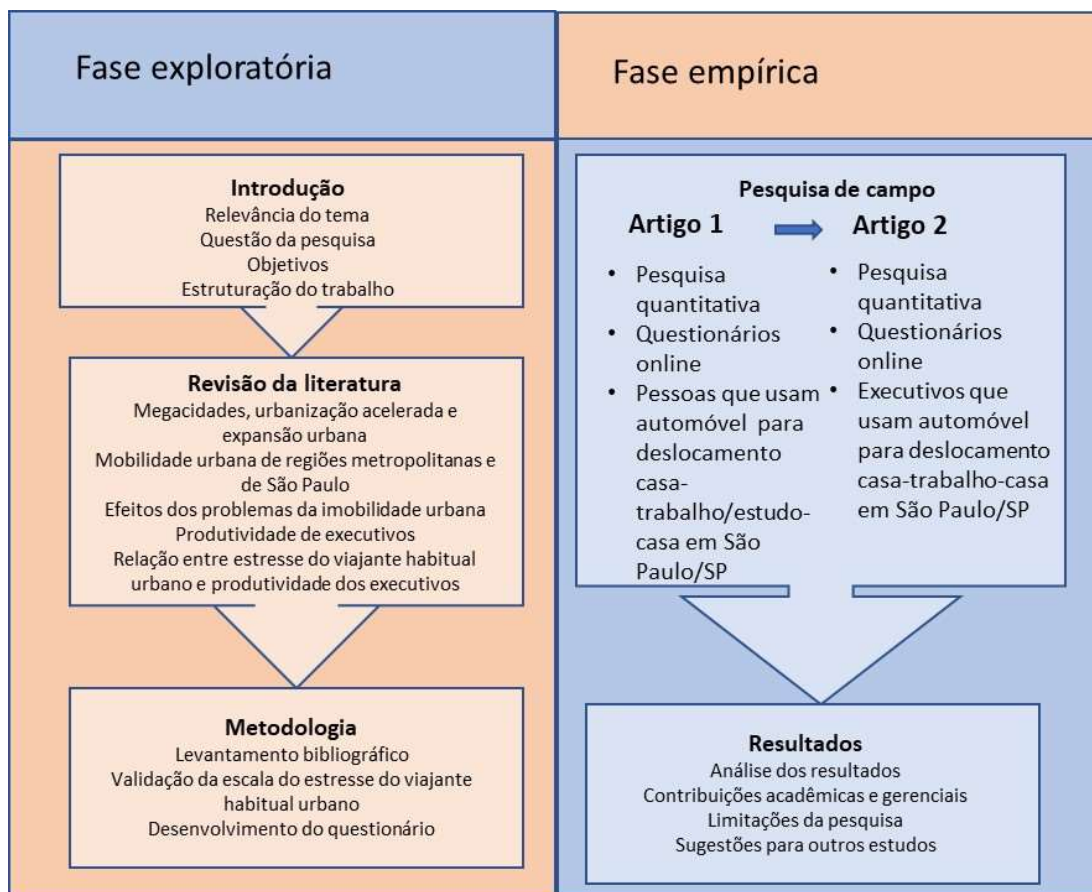 Fase exploratória
Introdução
Relevância do tema
Questão da pesquisa
Objetivos
Estruturação do trabalho
Revisão da literatura
Megacidades, urbanização acelerada e
expansão urbana
Mobilidade urbana de regiões metropolitanas e
de São Paulo
Efeitos dos problemas da imobilidade urbana
Produtividade de executivos
Relação entre estresse do viajante habitual
urbano e produtividade dos executivos
Metodologia
Levantamento bibliográfico
Validação da escala do estresse do viajante
habitual urbano
Desenvolvimento do questionário
Fase empírica
Pesquisa de campo
Artigo 1
• Pesquisa
quantitativa
• Questionários
online
• Pessoas que usam
automóvel para
deslocamento
casa-
trabalho/estudo-
casa em São
Paulo/SP
Artigo 2
• Pesquisa
quantitativa
• Questionários
online
• Executivos que
usam automóvel
para deslocamento
casa-trabalho-casa
em São Paulo/SP
Resultados
Análise dos resultados
Contribuições acadêmicas e gerenciais
Limitações da pesquisa
Sugestões para outros estudos